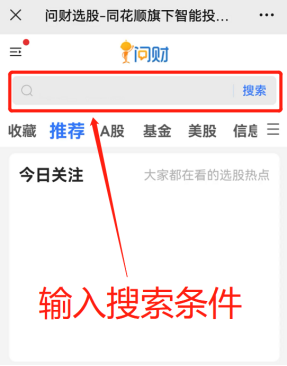 问财选股-同花顺旗下智能投...
问财
搜索
收藏 推荐 A股 基金 美股 信息
今日关注 大家都在看的选股热点
输入搜索条件